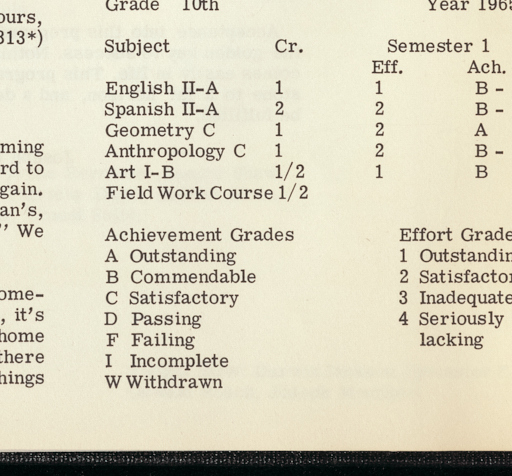 Grade 10th Year 1965
ours,
313*)
Subject Cr. Semester 1
Eff. Ach.
English II-A 1 1 B -
Spanish II-A 2 2 B -
Geometry C 1 2 A
Anthropology C 1 2 B -
Art I-B 1/2 1 B
Field Work Course 1/2
ming
rd to
gain.
an's,
" We
Achievement Grades Effort Grade
A Outstanding 1 Outstandin
B Commendable 2 Satisfactor
C Satisfactory 3 Inadequate
D Passing 4 Seriously
F Failing lacking
I Incomplete
W Withdrawn
ome-
, it's
home
there
hings